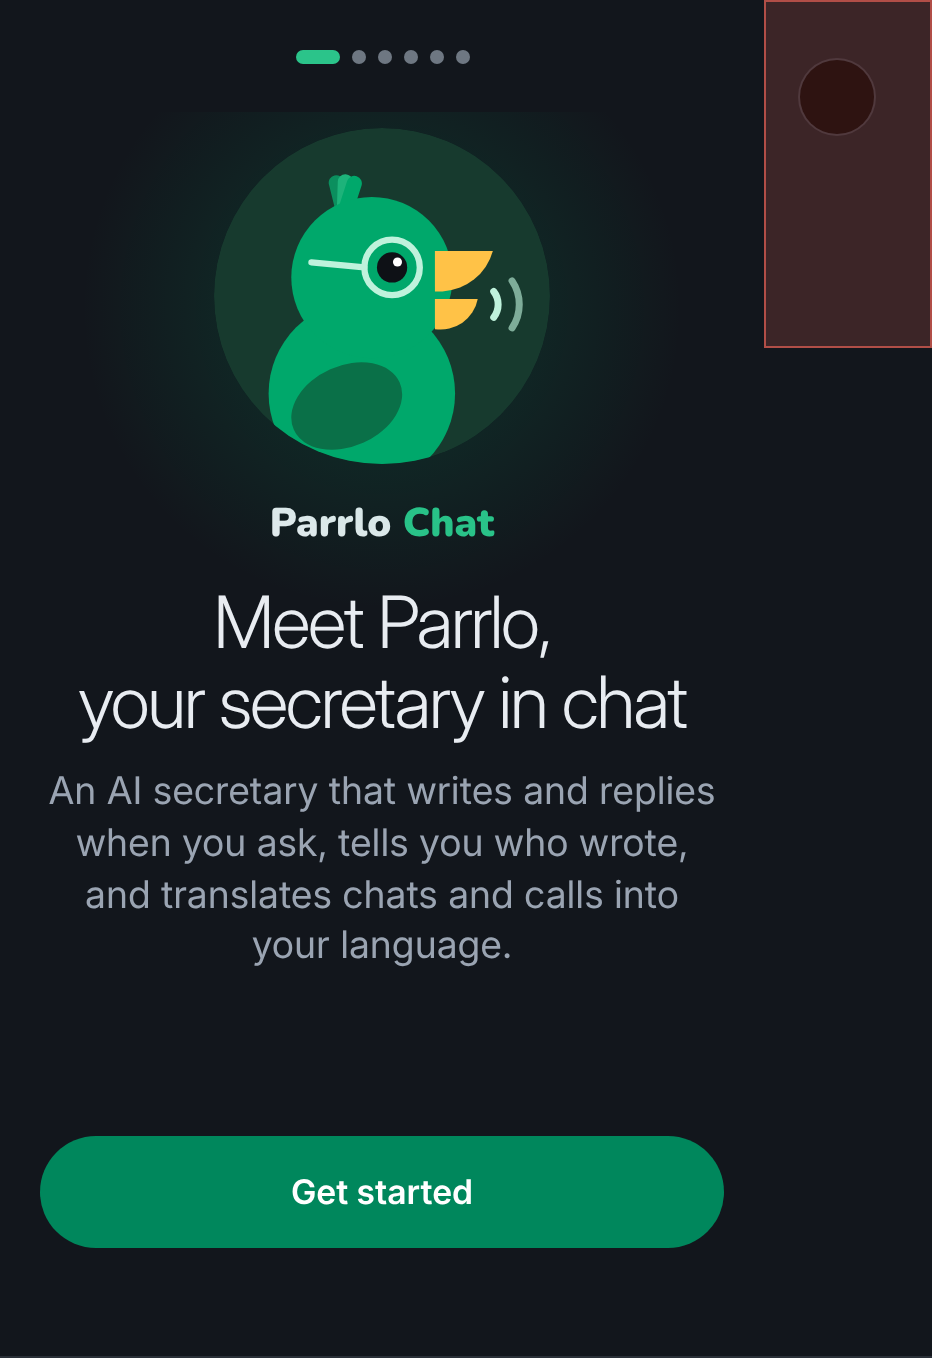 Parrlo Chat
Meet Parrlo,
your secretary in chat
An AI secretary that writes and replies
when you ask, tells you who wrote,
and translates chats and calls into
your language.
Get started